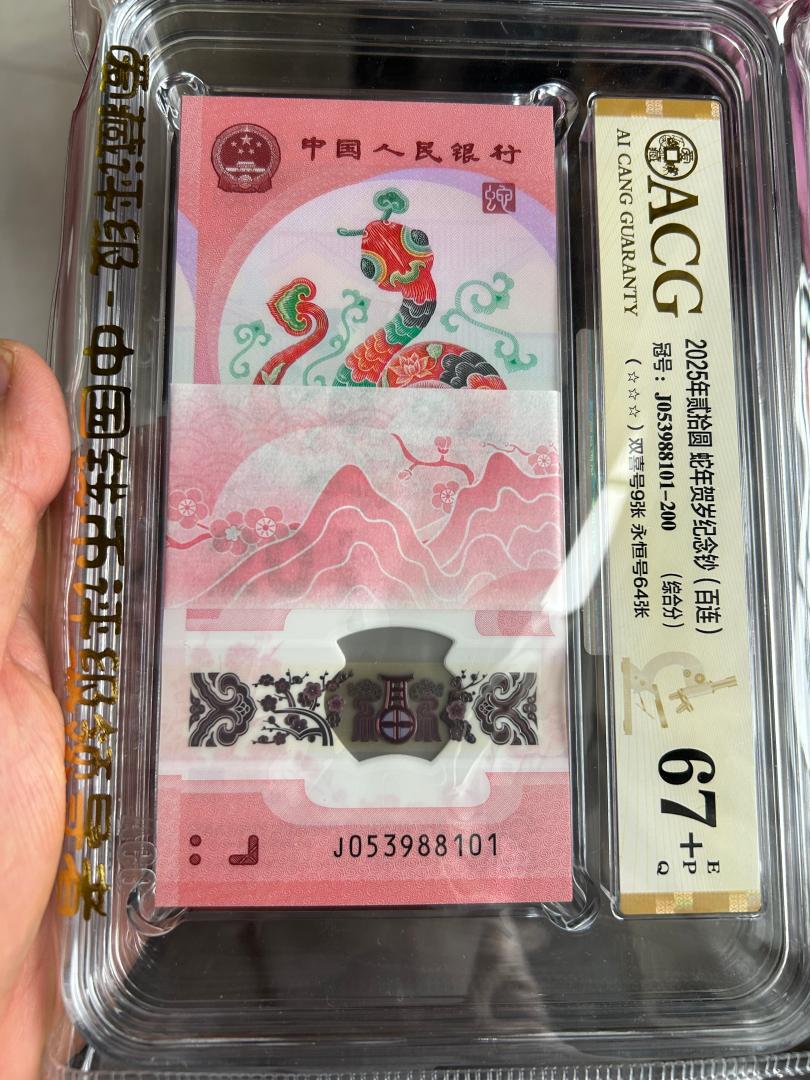 爱藏评级 - 中国钱币评级领导者
中国人民银行
J053988101
ACG
AI CANG GUARANTY
2025年贰拾圆 蛇年贺岁纪念钞（百连）
冠号：J053988101-200 （综合分）
（☆☆☆）双喜号9张 永恒号64张
67+ E
P
Q